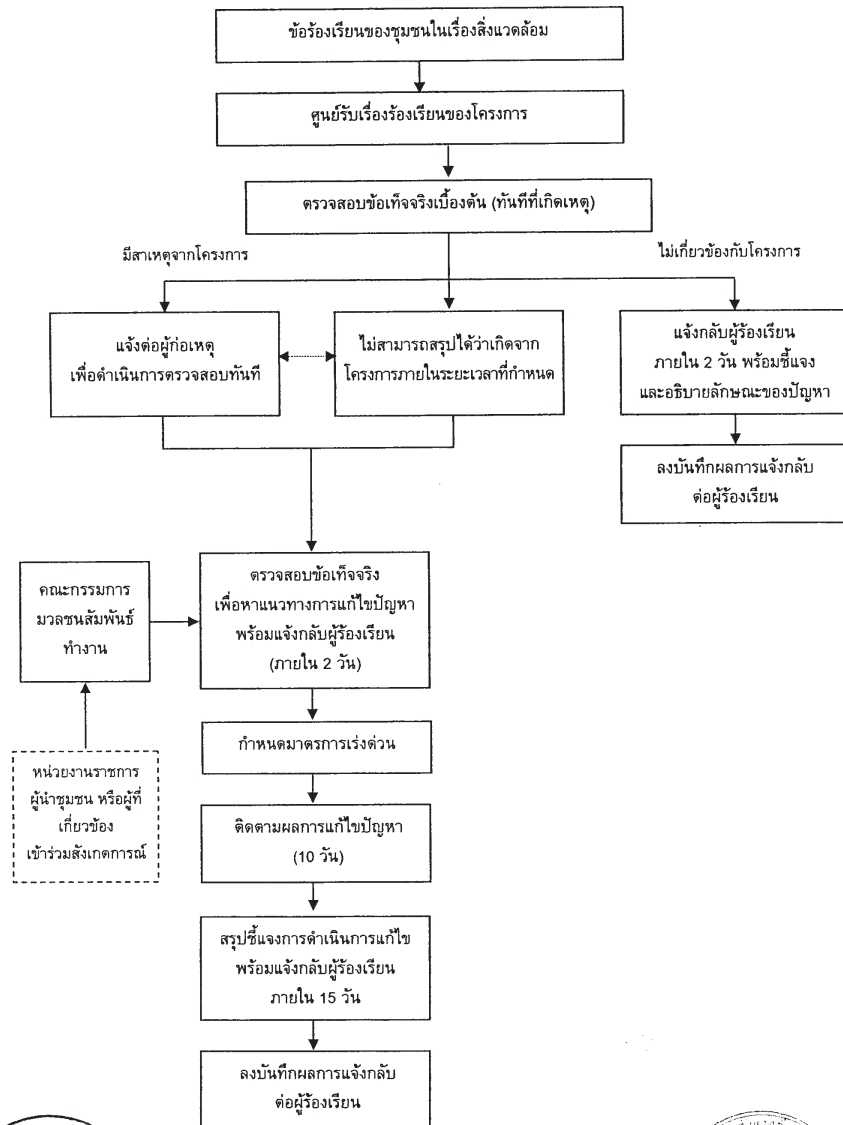 ข้อร้องเรียนของชุมชนในเรื่องสิ่งแวดล้อม
ศูนย์รับเรื่องร้องเรียนของโครงการ
ตรวจสอบข้อเท็จจริงเบื้องต้น (ทันทีที่เกิดเหตุ)
มีสาเหตุจากโครงการ
ไม่เกี่ยวข้องกับโครงการ
แจ้งต่อผู้ก่อเหตุ
เพื่อดำเนินการตรวจสอบทันที
ไม่สามารถสรุปได้ว่าเกิดจาก
โครงการภายในระยะเวลาที่กำหนด
แจ้งกลับผู้ร้องเรียน
ภายใน 2 วัน พร้อมชี้แจง
และอธิบายลักษณะของปัญหา
ลงบันทึกผลการแจ้งกลับ
ต่อผู้ร้องเรียน
คณะกรรมการ
มวลชนสัมพันธ์
ทำงาน
ตรวจสอบข้อเท็จจริง
เพื่อหาแนวทางการแก้ไขปัญหา
พร้อมแจ้งกลับผู้ร้องเรียน
(ภายใน 2 วัน)
หน่วยงานราชการ
ผู้นำชุมชน หรือผู้ที่
เกี่ยวข้อง
เข้าร่วมสังเกตการณ์
กำหนดมาตรการเร่งด่วน
ติดตามผลการแก้ไขปัญหา
(10 วัน)
สรุปชี้แจงการดำเนินการแก้ไข
พร้อมแจ้งกลับผู้ร้องเรียน
ภายใน 15 วัน
ลงบันทึกผลการแจ้งกลับ
ต่อผู้ร้องเรียน